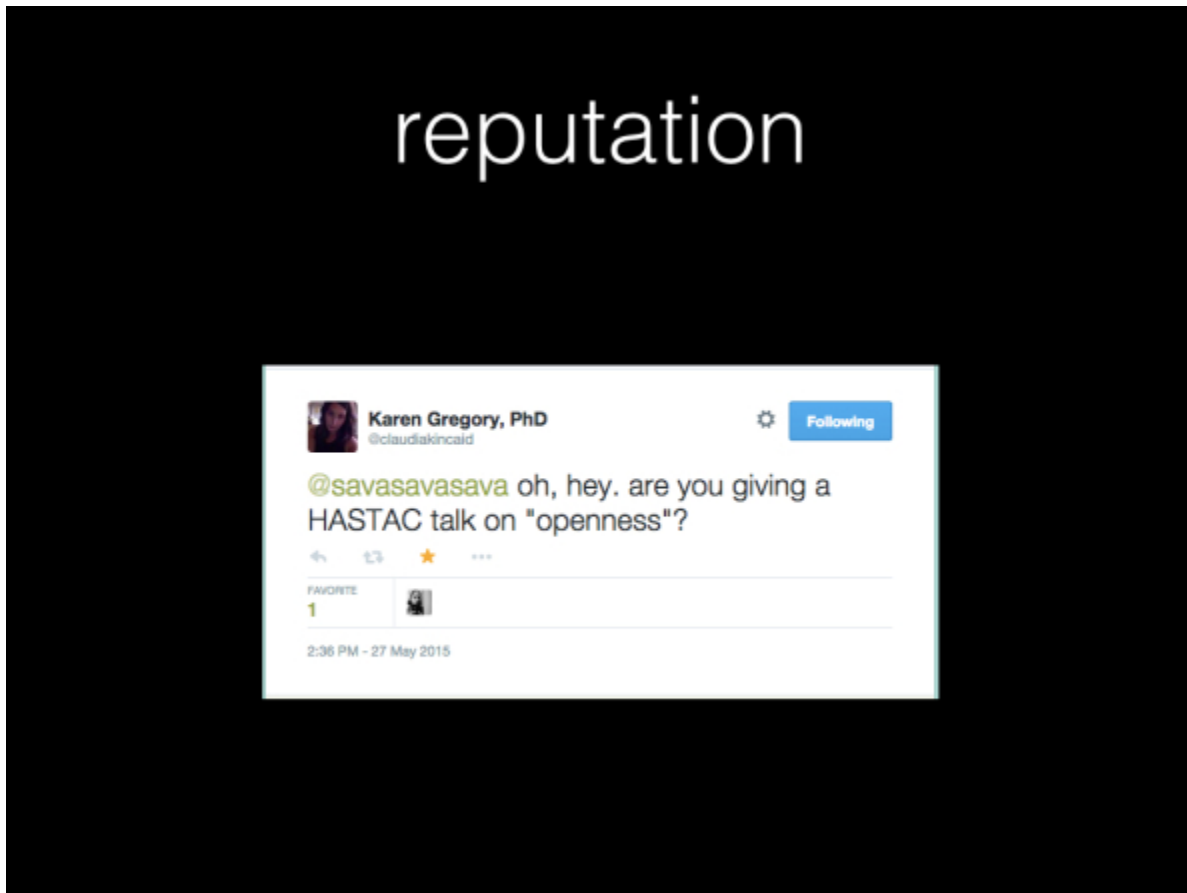 reputation
Karen Gregory, PhD
Following
@claudiakincaid
@savasavasava oh, hey. are you giving a
HASTAC talk on "openness"?
FAVORITE
1
2:36 PM - 27 May 2015